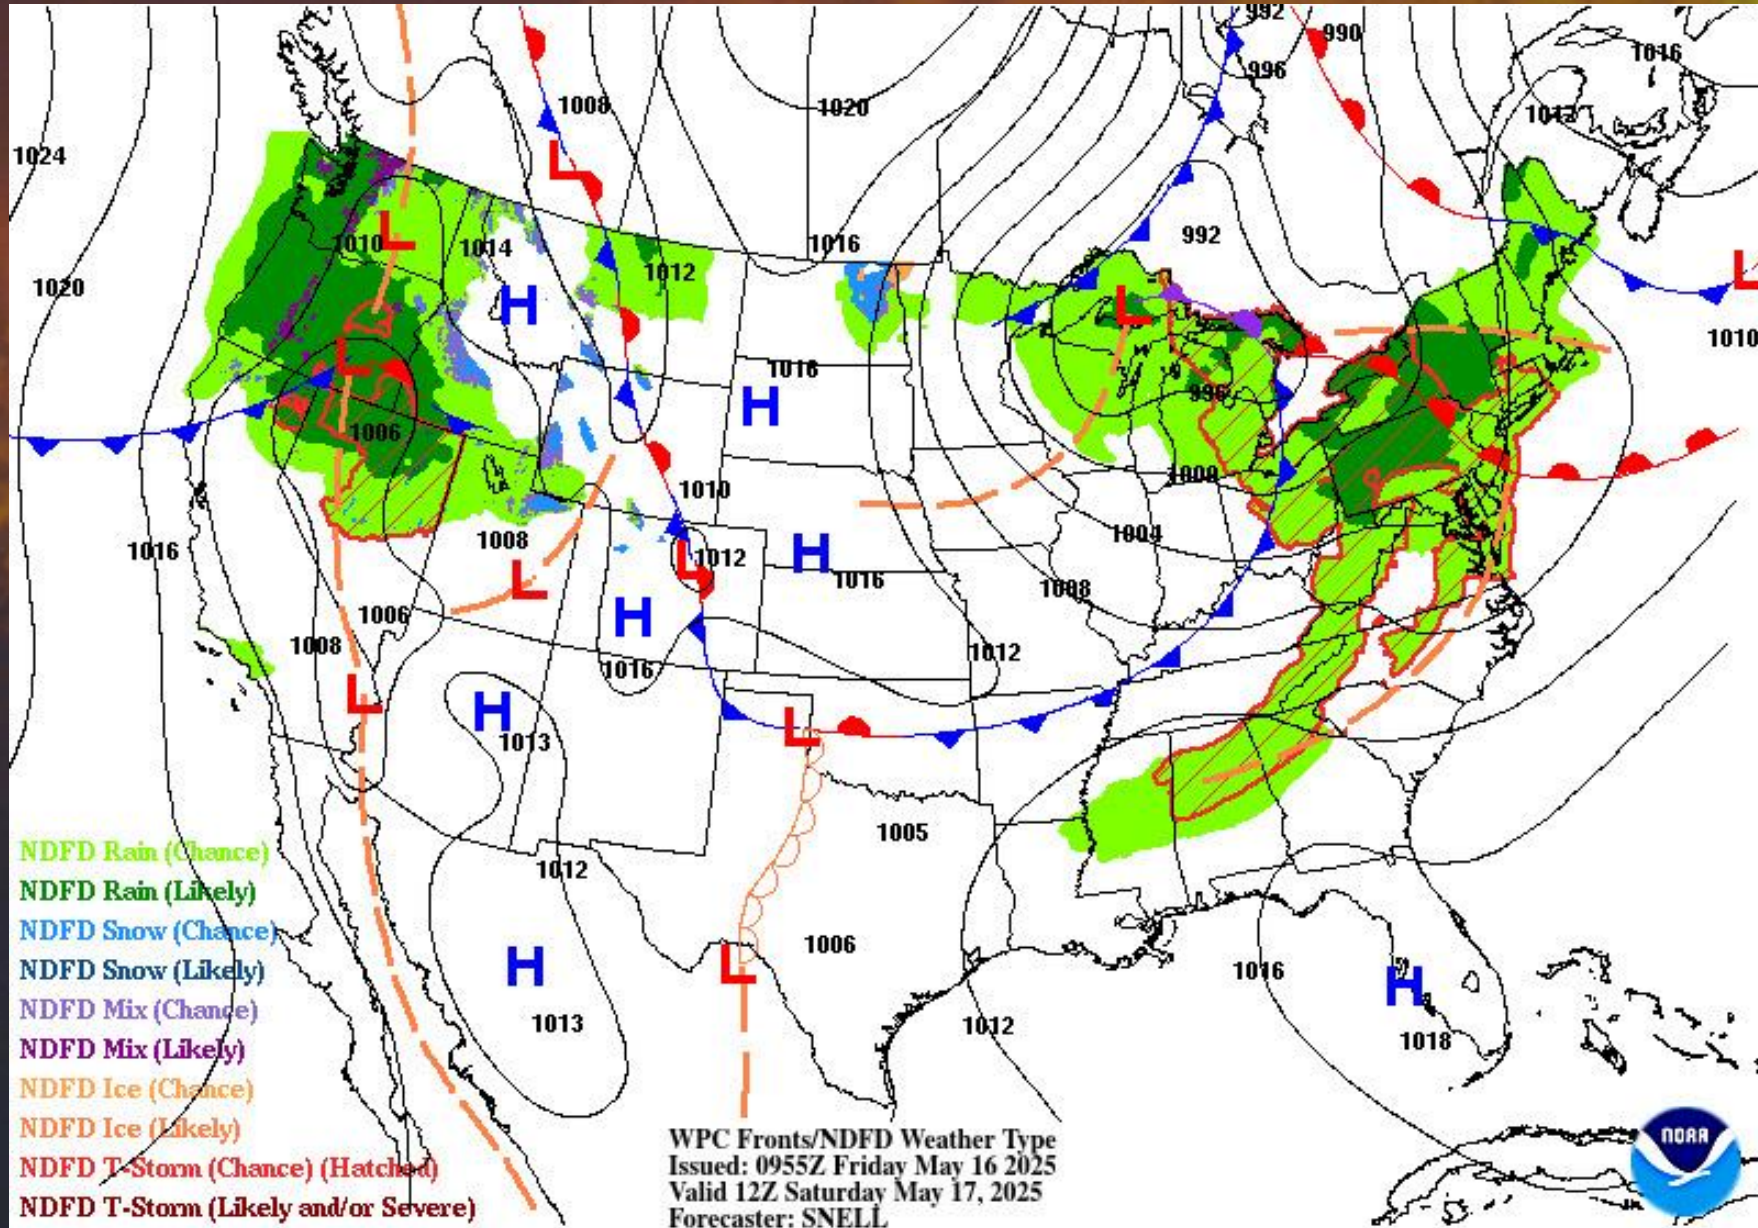 992
990
1016
996
1008
1020
1012
1024
992
1010
1014
1016
1012
1020
1010
L
L
H
L
L
L
1016
H
996
1006
1008
1010
H
1004
1016
1008
L
1012
1016
1008
L
H
1006
1008
1012
1016
L
H
1013
L
1005
1012
H
1006
L
1016
H
1013
1012
1018
NDFD Rain (Chance)
NDFD Rain (Likely)
NDFD Snow (Chance)
NDFD Snow (Likely)
NDFD Mix (Chance)
NDFD Mix (Likely)
NDFD Ice (Chance)
NDFD Ice (Likely)
NDFD T-Storm (Chance) (Hatched)
NDFD T-Storm (Likely and/or Severe)
WPC Fronts/NDFD Weather Type
Issued: 0955Z Friday May 16 2025
Valid 12Z Saturday May 17, 2025
Forecaster: SNELL
NOAA